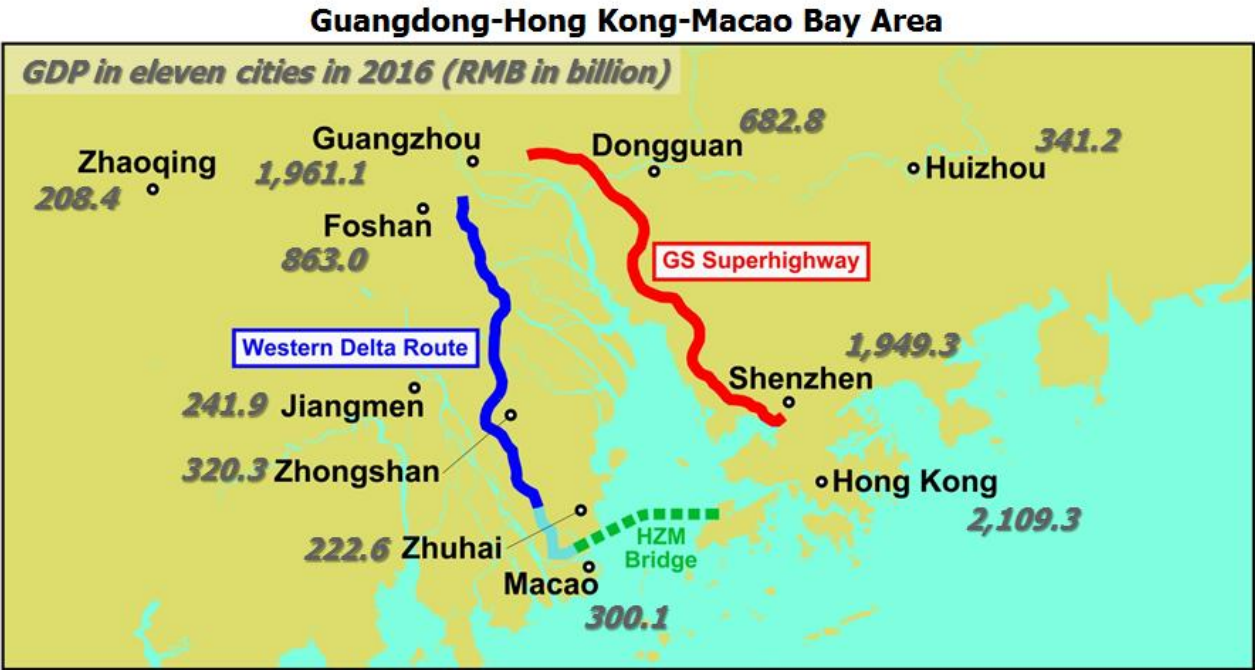 Guangdong-Hong Kong-Macao Bay Area
GDP in eleven cities in 2016 (RMB in billion)
682.8
Guangzhou
Dongguan
341.2
Zhaoqing
1,961.1
Huizhou
208.4
Foshan
863.0
GS Superhighway
Western Delta Route
1,949.3
Shenzhen
241.9 Jiangmen
320.3 Zhongshan
Hong Kong
2,109.3
HZM
Bridge
222.6 Zhuhai
Macao
300.1